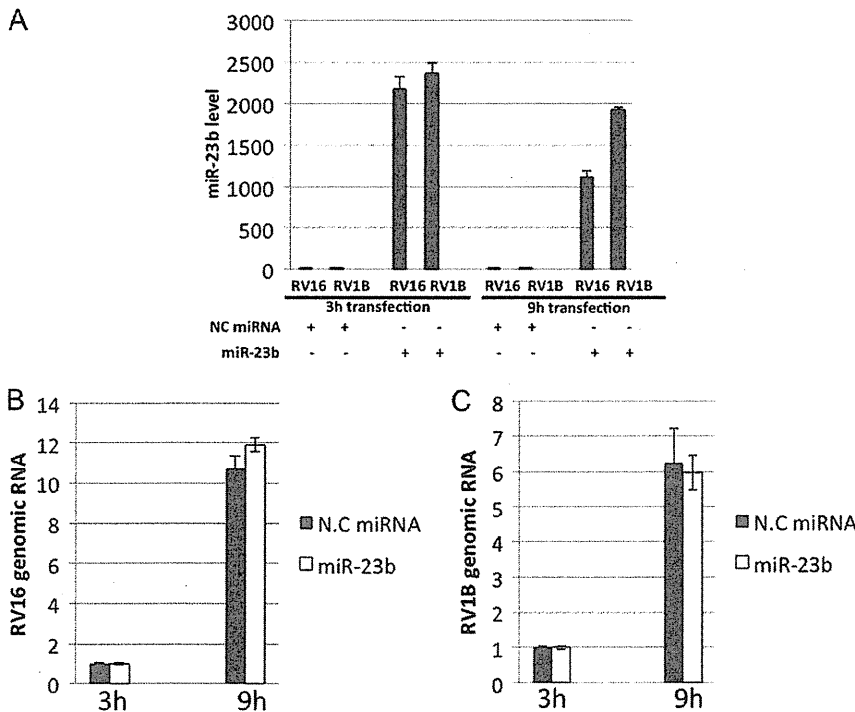 A
miR-23b level
3000
2500
2000
1500
1000
500
0
RV16 RV1B RV16 RV1B RV16 RV1B RV16 RV1B
3h transfection 9h transfection
NC miRNA + + - - + + - -
miR-23b - - + + - - + +
B
RV16 genomic RNA
14
12
10
8
6
4
2
0
3h 9h
N.C miRNA
miR-23b
C
RV1B genomic RNA
8
7
6
5
4
3
2
1
0
3h 9h
N.C miRNA
miR-23b